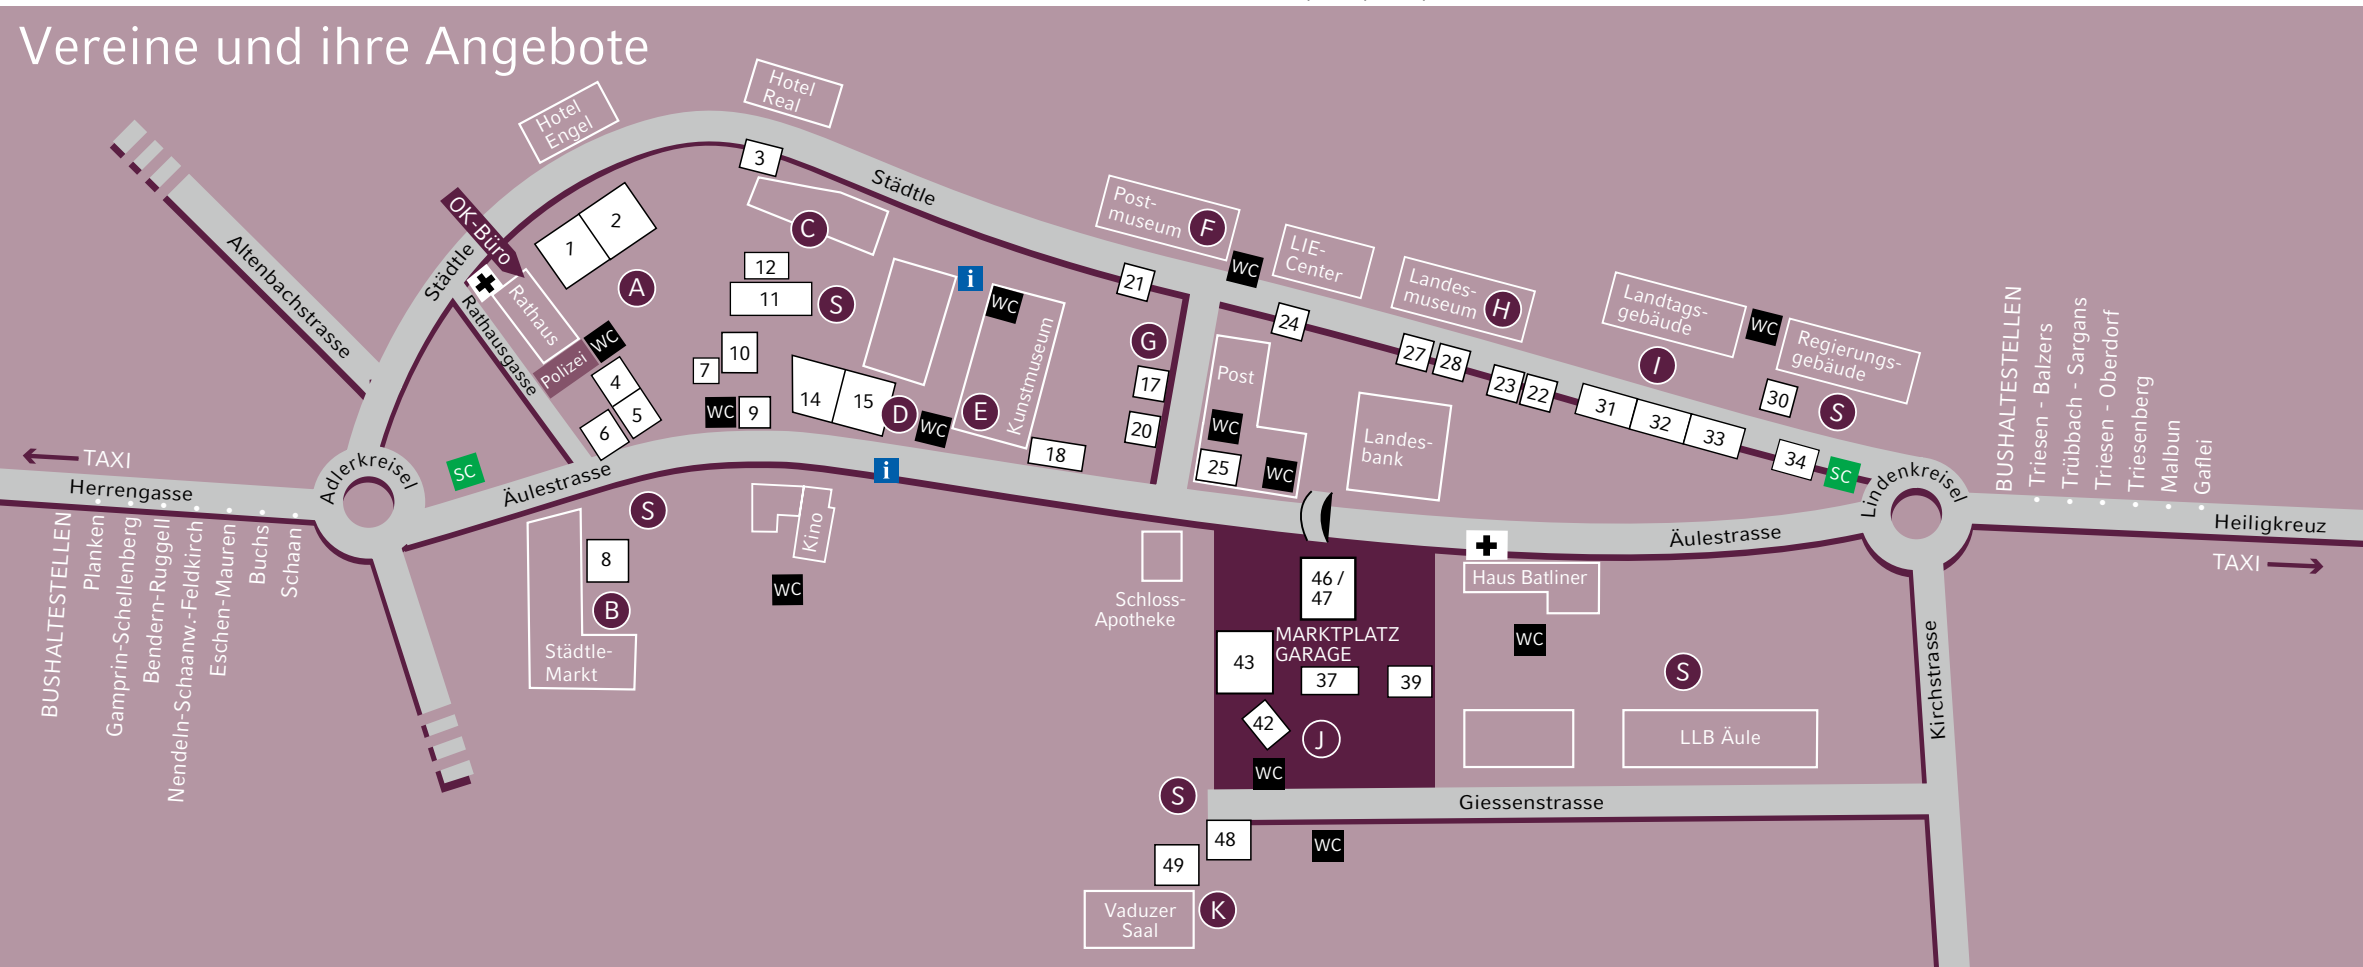 Vereine und ihre Angebote
Hotel
Real
Hotel
Engel
3
Städtle
OK-Büro
Städtle
Altenbachstrasse
Rathausgasse
Rathaus
Polizei
WC
1
2
A
C
12
11
S
i
WC
Kunstmuseum
10
7
WC
9
4
5
6
14
15
D
WC
E
18
21
G
17
20
Post-
museum
F
WC
LIE-
Center
Landes-
museum
H
Landtags-
gebäude
WC
Regierungs-
gebäude
I
30
S
24
27
28
23
22
31
32
33
34
SC
Post
WC
25
WC
Landes-
bank
Lindenkreisel
BUSHALTESTELLEN
Triesen - Balzers
Trübbach - Sargans
Triesen - Oberdorf
Triesenberg
Malbun
Gaflei
Heiligkreuz
TAXI
TAXI
Herrengasse
Adlerkreisel
SC
Äulestrasse
i
Äulestrasse
BUSHALTESTELLEN
Planken
Gamprin-Schellenberg
Bendern-Ruggell
Nendeln-Schaanw.-Feldkirch
Eschen-Mauren
Buchs
Schaan
S
8
B
Städtle-
Markt
Kino
WC
Schloss-
Apotheke
46 /
47
MARKTPLATZ
GARAGE
43
37
39
42
J
WC
Haus Batliner
WC
S
LLB Äule
Kirchstrasse
Giessenstrasse
S
48
WC
49
Vaduzer
Saal
K